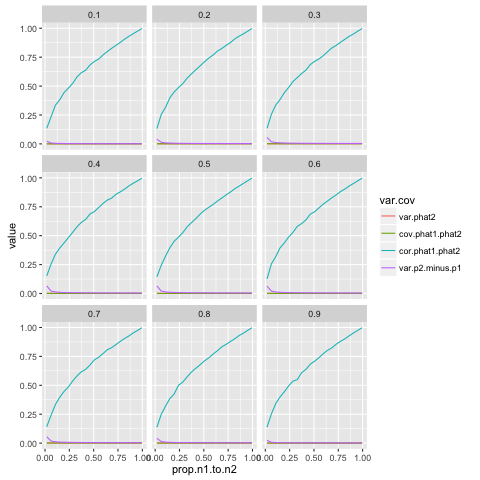 0.1 0.2 0.3
1.00
0.75
0.50
0.25
0.00
0.4 0.5 0.6
1.00
0.75
0.50
0.25
0.00
0.7 0.8 0.9
1.00
0.75
0.50
0.25
0.00
0.00 0.25 0.50 0.75 1.00 0.00 0.25 0.50 0.75 1.00 0.00 0.25 0.50 0.75 1.00
prop.n1.to.n2
value
var.cov
var.phat2
cov.phat1.phat2
cor.phat1.phat2
var.p2.minus.p1